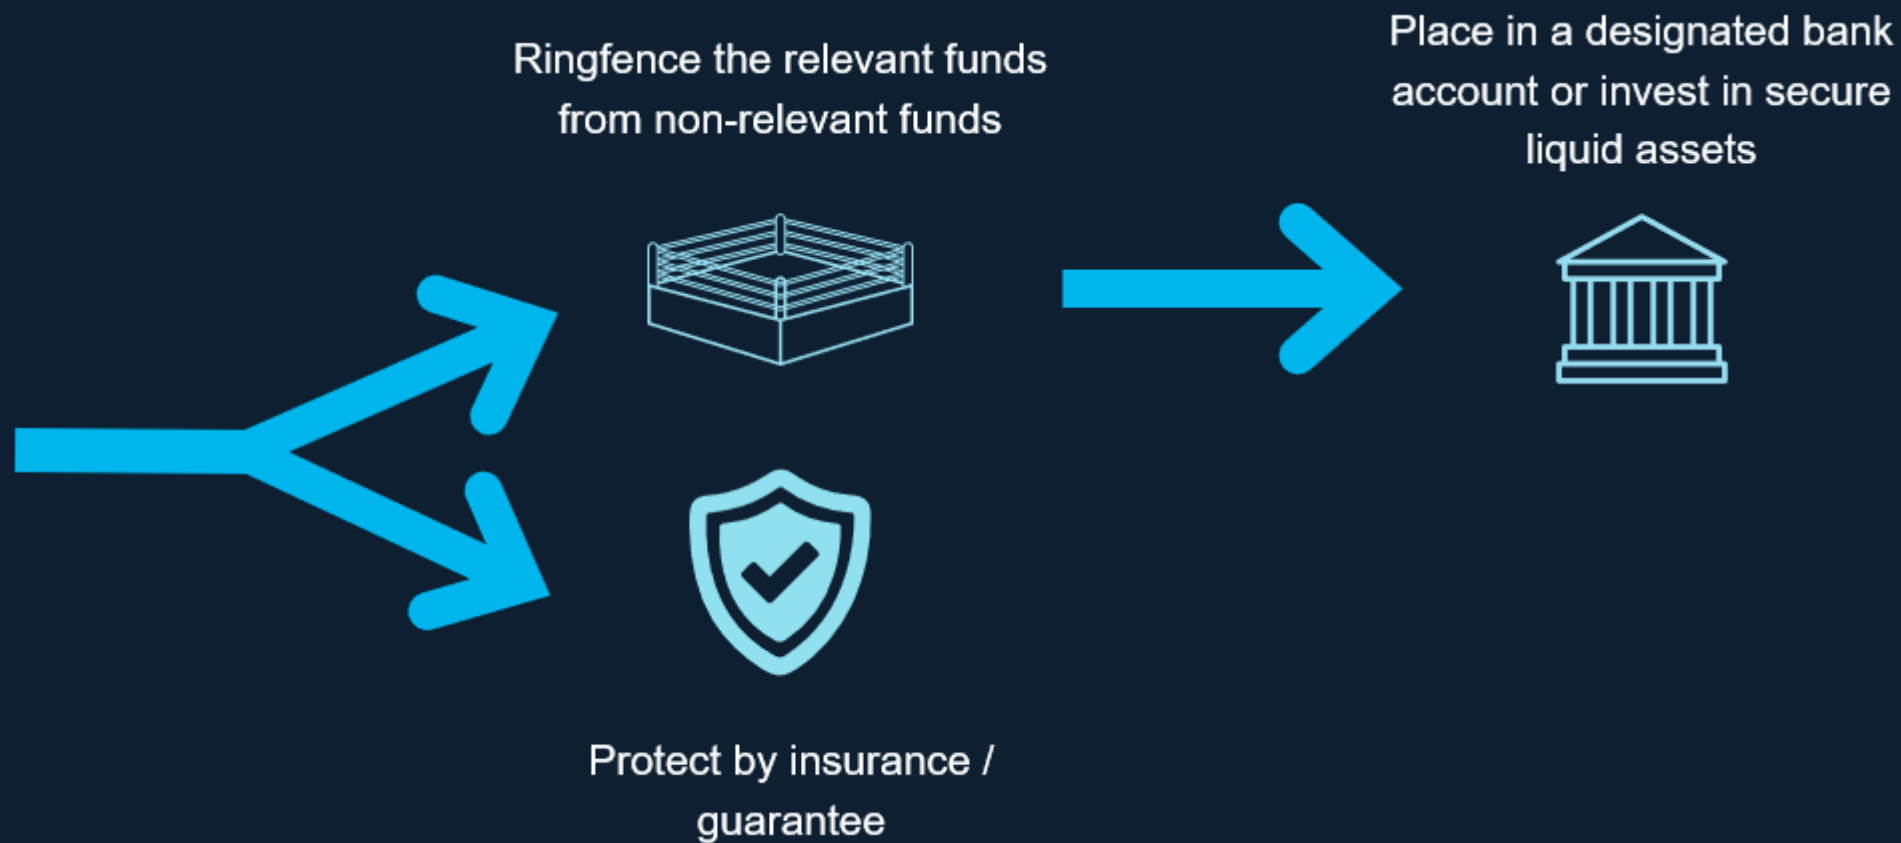 Ringfence the relevant funds
from non-relevant funds
Place in a designated bank
account or invest in secure
liquid assets
Protect by insurance /
guarantee